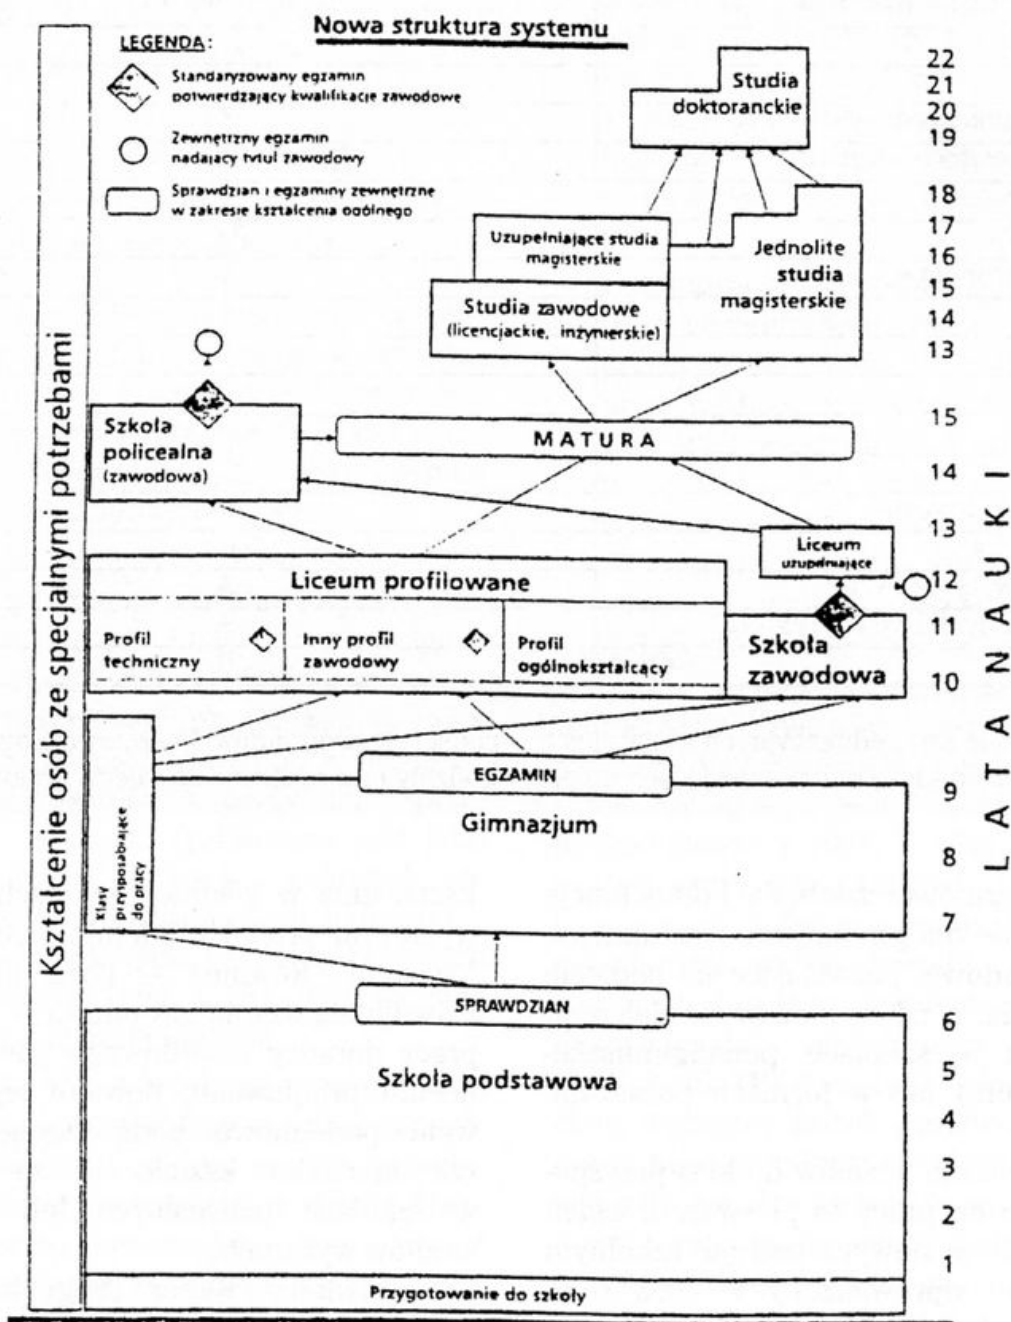 Nowa struktura systemu
LEGENDA:
Standaryzowany egzamin
potwierdzający kwalifikacje zawodowe
Zewnętrzny egzamin
nadający tytuł zawodowy
Sprawdzian i egzaminy zewnętrzne
w zakresie kształcenia ogólnego
Kształcenie osób ze specjalnymi potrzebami
LATA NAUKI
22
21
20
19
18
17
16
15
14
13
15
14
13
12
11
10
9
8
7
6
5
4
3
2
1
Studia
doktoranckie
Uzupełniające studia
magisterskie
Jednolite
studia
magisterskie
Studia zawodowe
(licencjackie, inżynierskie)
Szkoła
policealna
(zawodowa)
MATURA
Liceum
uzupełniające
Liceum profilowane
Profil
techniczny
Inny profil
zawodowy
Profil
ogólnokształcący
Szkoła
zawodowa
EGZAMIN
Gimnazjum
Klasy
przysposabiające
do pracy
SPRAWDZIAN
Szkoła podstawowa
Przygotowanie do szkoły